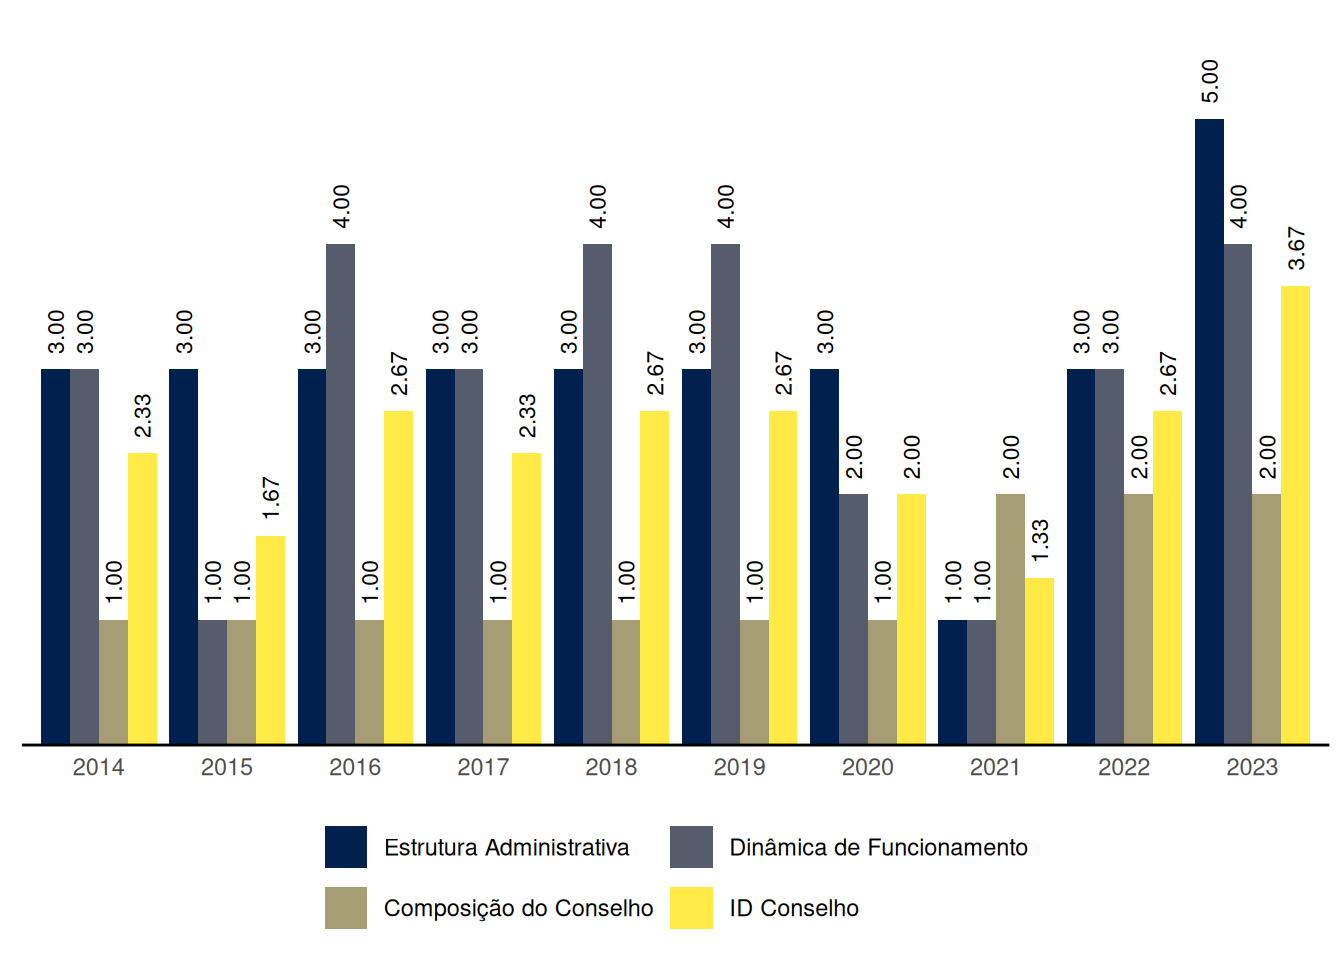 3.00 3.00 1.00 2.33
3.00 1.00 1.00 1.67
3.00 4.00 1.00 2.67
3.00 3.00 1.00 2.33
3.00 4.00 1.00 2.67
3.00 4.00 1.00 2.67
3.00 2.00 1.00 2.00
1.00 1.00 2.00 1.33
3.00 3.00 2.00 2.67
5.00 4.00 2.00 3.67
2014 2015 2016 2017 2018 2019 2020 2021 2022 2023
Estrutura Administrativa Dinâmica de Funcionamento
Composição do Conselho ID Conselho